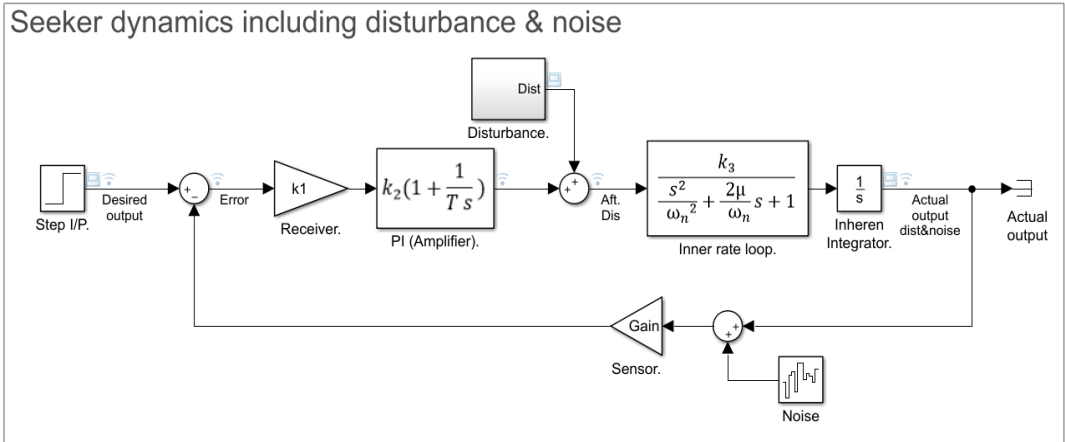 Seeker dynamics including disturbance & noise
Dist
Disturbance.
Step I/P.
Desired
output
+
−
Error
k1
Receiver.
k₂(1 + 1/(T s))
PI (Amplifier).
+
+
Aft.
Dis
k₃
s²/ωₙ² + 2μ/ωₙ s + 1
Inner rate loop.
1
s
Inheren
Integrator.
Actual
output
dist&noise
Actual
output
Gain
Sensor.
+
+
Noise